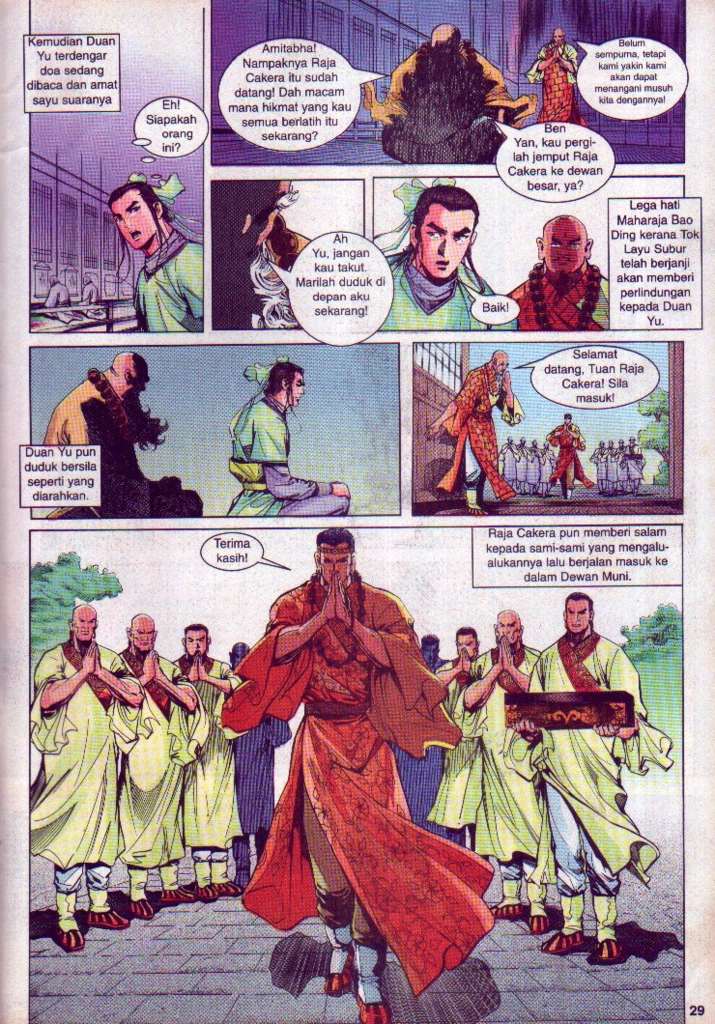 Kemudian Duan
Yu terdengar
doa sedang
dibaca dan amat
sayu suaranya
Eh!
Siapakah
orang
ini?
Amitabha!
Nampaknya Raja
Cakera itu sudah
datang! Dah macam
mana hikmat yang kau
semua berlatih itu
sekarang?
Belum
sempurna, tetapi
kami yakin kami
akan dapat
menangani musuh
kita dengannya!
Ben
Yan, kau pergi-
lah jemput Raja
Cakera ke dewan
besar, ya?
Ah
Yu, jangan
kau takut.
Marilah duduk di
depan aku
sekarang!
Baik!
Lega hati
Maharaja Bao
Ding kerana Tok
Layu Subur
telah berjanji
akan memberi
perlindungan
kepada Duan
Yu.
Duan Yu pun
duduk bersila
seperti yang
diarahkan.
Selamat
datang, Tuan Raja
Cakera! Sila
masuk!
Terima
kasih!
Raja Cakera pun memberi salam
kepada sami-sami yang mengalu-
alukannya lalu berjalan masuk ke
dalam Dewan Muni.
29